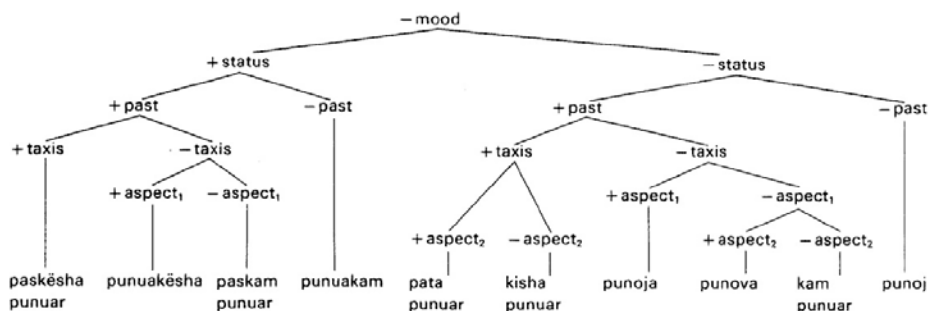 − mood
+ status − status
+ past − past + past − past
+ taxis − taxis + taxis − taxis
+ aspect₁ − aspect₁ + aspect₁ − aspect₁
+ aspect₂ − aspect₂ + aspect₂ − aspect₂
paskësha punuakësha paskam punuakam pata kisha punoja punova kam punoj
punuar punuar punuar punuar punuar